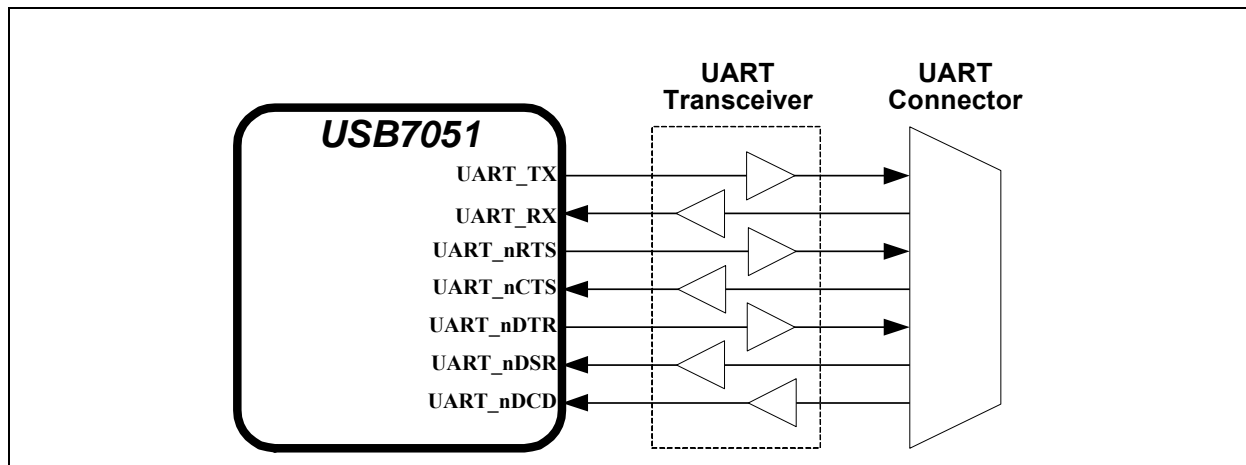 UART
Transceiver
UART
Connector
USB7051
UART_TX
UART_RX
UART_nRTS
UART_nCTS
UART_nDTR
UART_nDSR
UART_nDCD